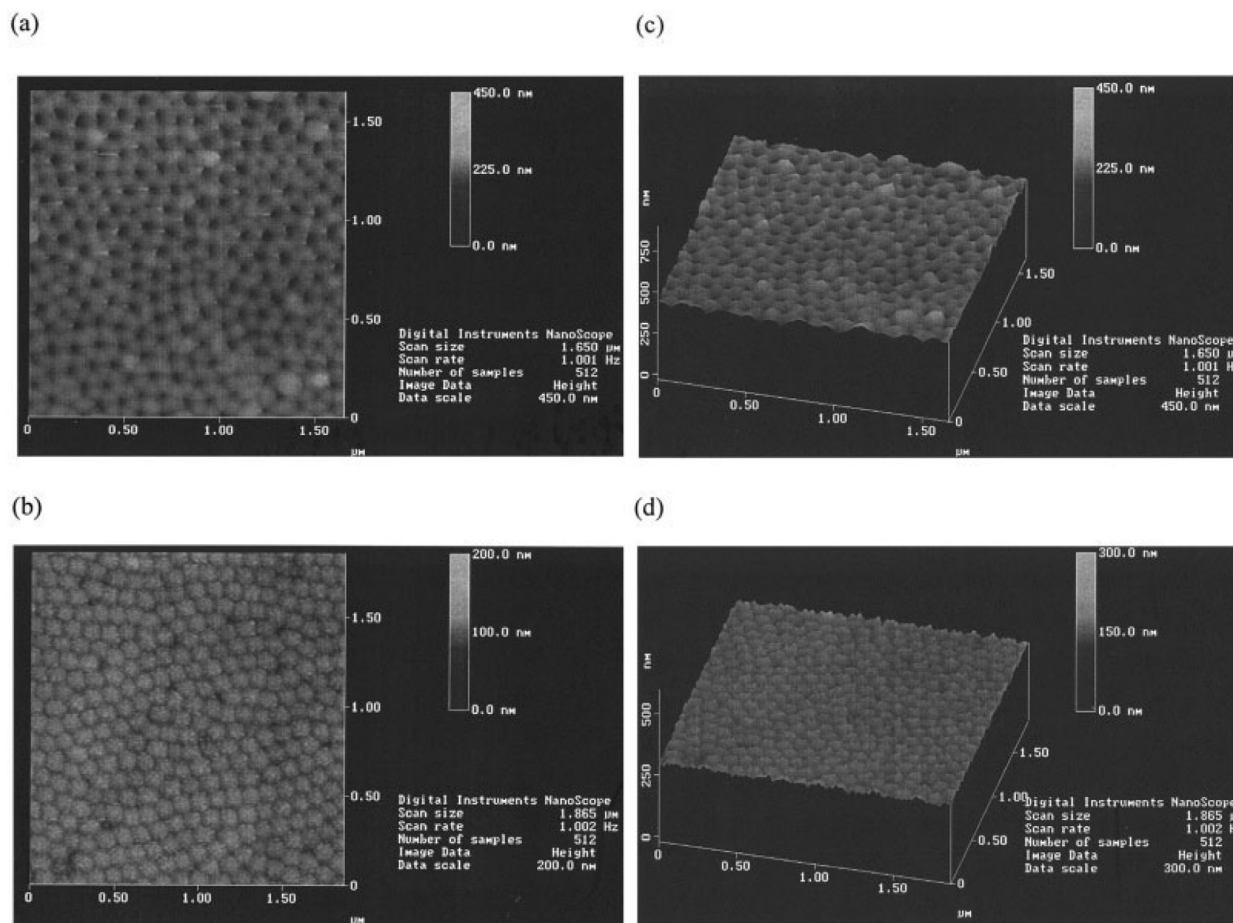 (a)
450.0 nm
225.0 nm
0.0 nm
1.50
1.00
0.50
0
0
0.50
1.00
1.50
µm
Digital Instruments NanoScope
Scan size 1.650 µm
Scan rate 1.001 Hz
Number of samples 512
Image Data Height
Data scale 450.0 nm
(c)
450.0 nm
225.0 nm
0.0 nm
nm
750
500
250
0
0
0.50
1.00
1.50
µm
0
0.50
1.00
1.50
Digital Instruments NanoScope
Scan size 1.650 µm
Scan rate 1.001 H
Number of samples 512
Image Data Height
Data scale 450.0 nm
(b)
200.0 nm
100.0 nm
0.0 nm
1.50
1.00
0.50
0
0
0.50
1.00
1.50
µm
Digital Instruments NanoScope
Scan size 1.865 µm
Scan rate 1.002 Hz
Number of samples 512
Image Data Height
Data scale 200.0 nm
(d)
300.0 nm
150.0 nm
0.0 nm
nm
500
250
0
0
0.50
1.00
1.50
µm
0
0.50
1.00
1.50
Digital Instruments NanoScope
Scan size 1.865 µm
Scan rate 1.002 Hz
Number of samples 512
Image Data Height
Data scale 300.0 nm